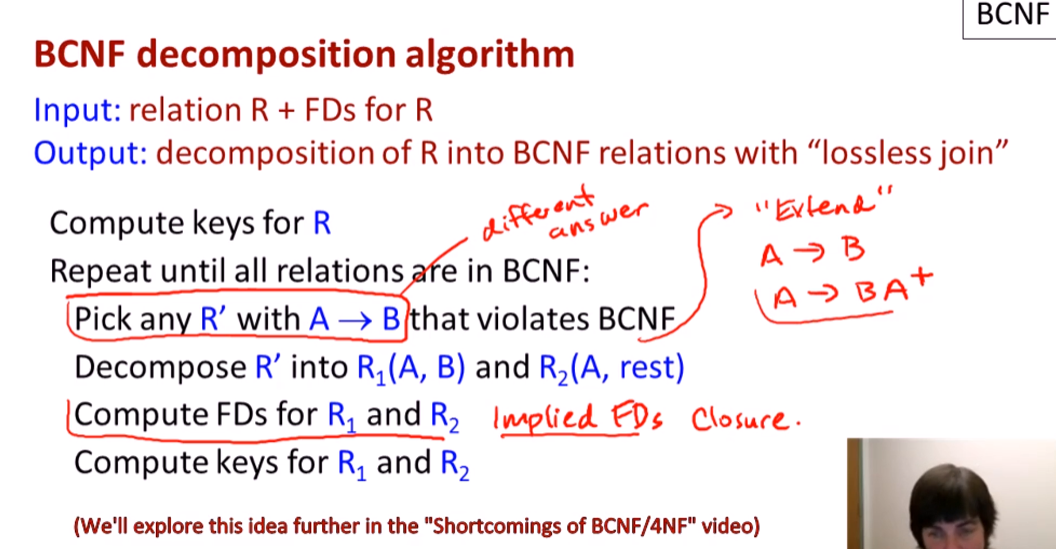 BCNF
BCNF decomposition algorithm
Input: relation R + FDs for R
Output: decomposition of R into BCNF relations with “lossless join”
Compute keys for R
different
answer
"Extend"
Repeat until all relations are in BCNF:
A → B
Pick any R’ with A → B that violates BCNF
A → BA+
Decompose R’ into R1(A, B) and R2(A, rest)
Compute FDs for R1 and R2 Implied FDs Closure.
Compute keys for R1 and R2
(We'll explore this idea further in the "Shortcomings of BCNF/4NF" video)